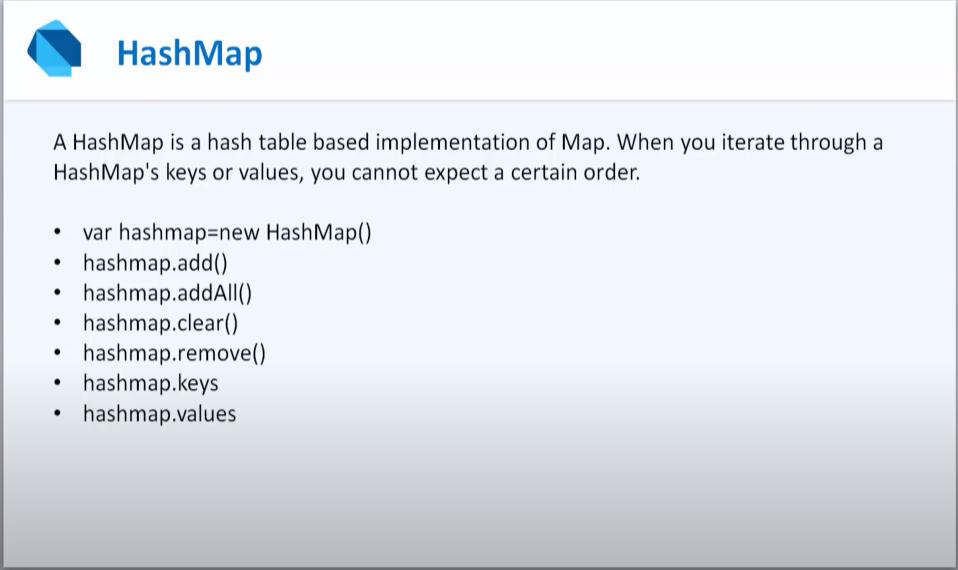 HashMap
A HashMap is a hash table based implementation of Map. When you iterate through a
HashMap's keys or values, you cannot expect a certain order.
• var hashmap=new HashMap()
• hashmap.add()
• hashmap.addAll()
• hashmap.clear()
• hashmap.remove()
• hashmap.keys
• hashmap.values